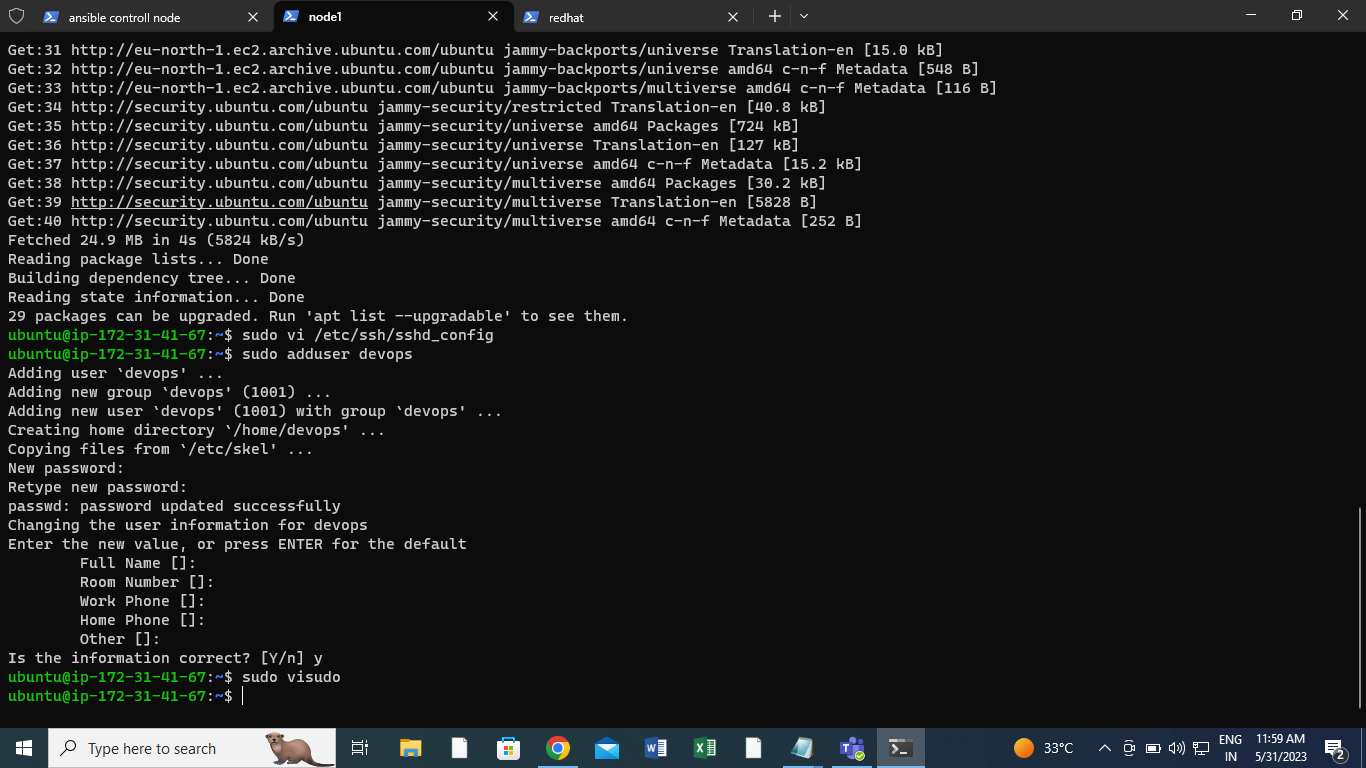 ansible controll node
node1
redhat
Get:31 http://eu-north-1.ec2.archive.ubuntu.com/ubuntu jammy-backports/universe Translation-en [15.0 kB]
Get:32 http://eu-north-1.ec2.archive.ubuntu.com/ubuntu jammy-backports/universe amd64 c-n-f Metadata [548 B]
Get:33 http://eu-north-1.ec2.archive.ubuntu.com/ubuntu jammy-backports/multiverse amd64 c-n-f Metadata [116 B]
Get:34 http://security.ubuntu.com/ubuntu jammy-security/restricted Translation-en [40.8 kB]
Get:35 http://security.ubuntu.com/ubuntu jammy-security/universe amd64 Packages [724 kB]
Get:36 http://security.ubuntu.com/ubuntu jammy-security/universe Translation-en [127 kB]
Get:37 http://security.ubuntu.com/ubuntu jammy-security/universe amd64 c-n-f Metadata [15.2 kB]
Get:38 http://security.ubuntu.com/ubuntu jammy-security/multiverse amd64 Packages [30.2 kB]
Get:39 http://security.ubuntu.com/ubuntu jammy-security/multiverse Translation-en [5828 B]
Get:40 http://security.ubuntu.com/ubuntu jammy-security/multiverse amd64 c-n-f Metadata [252 B]
Fetched 24.9 MB in 4s (5824 kB/s)
Reading package lists... Done
Building dependency tree... Done
Reading state information... Done
29 packages can be upgraded. Run 'apt list --upgradable' to see them.
ubuntu@ip-172-31-41-67:~$ sudo vi /etc/ssh/sshd_config
ubuntu@ip-172-31-41-67:~$ sudo adduser devops
Adding user `devops' ...
Adding new group `devops' (1001) ...
Adding new user `devops' (1001) with group `devops' ...
Creating home directory `/home/devops' ...
Copying files from `/etc/skel' ...
New password:
Retype new password:
passwd: password updated successfully
Changing the user information for devops
Enter the new value, or press ENTER for the default
Full Name []:
Room Number []:
Work Phone []:
Home Phone []:
Other []:
Is the information correct? [Y/n] y
ubuntu@ip-172-31-41-67:~$ sudo visudo
ubuntu@ip-172-31-41-67:~$
Type here to search
33°C
ENG
IN
11:59 AM
5/31/2023
2